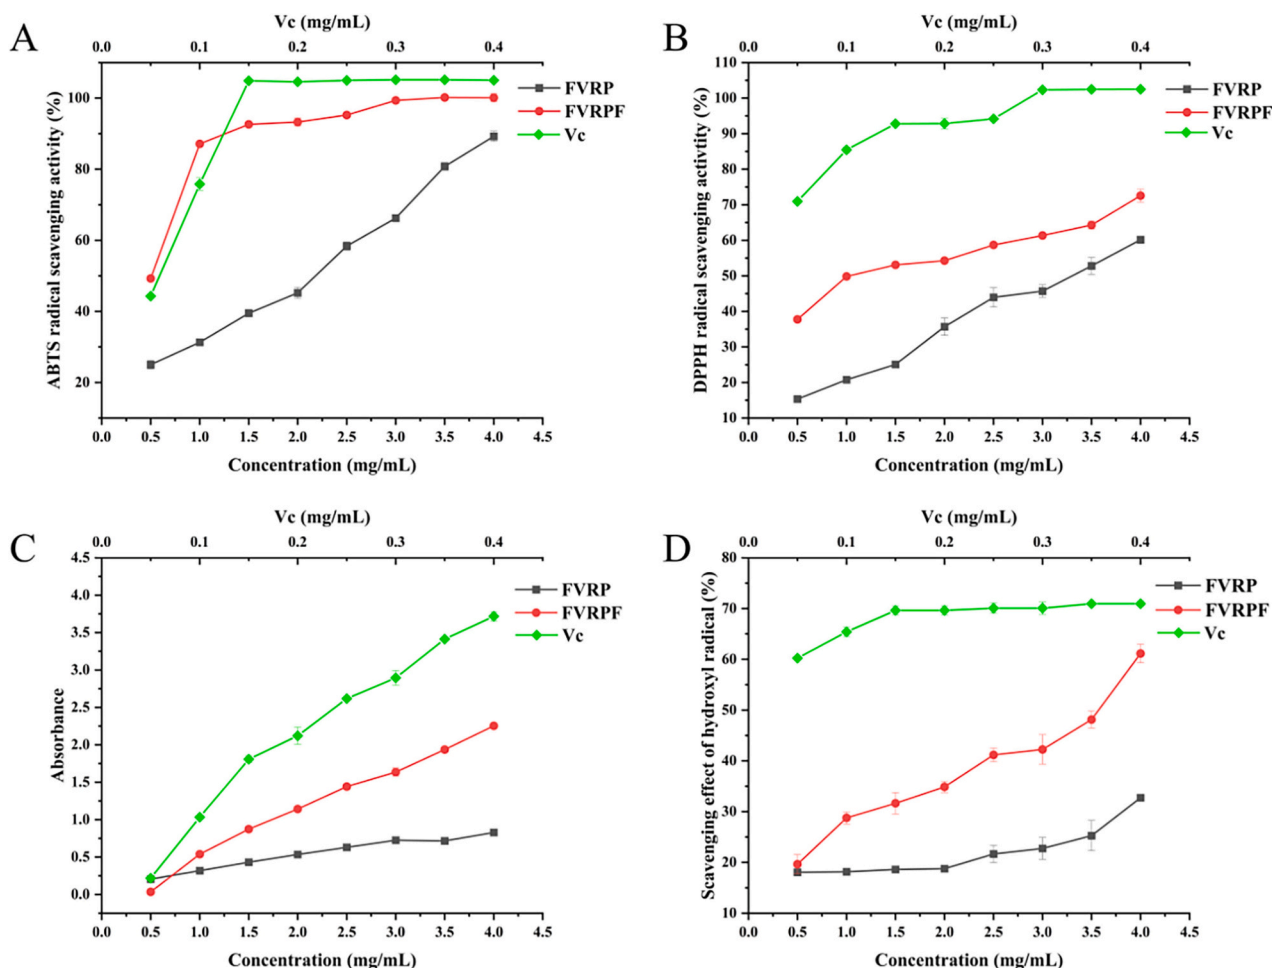 A
Vc (mg/mL)
0.0 0.1 0.2 0.3 0.4
ABTS radical scavenging activity (%)
100
80
60
40
20
FVRP
FVRPF
Vc
0.0 0.5 1.0 1.5 2.0 2.5 3.0 3.5 4.0 4.5
Concentration (mg/mL)
B
Vc (mg/mL)
0.0 0.1 0.2 0.3 0.4
DPPH radical scavenging activtity (%)
110
100
90
80
70
60
50
40
30
20
10
FVRP
FVRPF
Vc
0.0 0.5 1.0 1.5 2.0 2.5 3.0 3.5 4.0 4.5
Concentration (mg/mL)
C
Vc (mg/mL)
0.0 0.1 0.2 0.3 0.4
Absorbance
4.5
4.0
3.5
3.0
2.5
2.0
1.5
1.0
0.5
0.0
FVRP
FVRPF
Vc
0.0 0.5 1.0 1.5 2.0 2.5 3.0 3.5 4.0 4.5
Concentration (mg/mL)
D
Vc (mg/mL)
0.0 0.1 0.2 0.3 0.4
Scavenging effect of hydroxyl radical (%)
80
70
60
50
40
30
20
10
FVRP
FVRPF
Vc
0.0 0.5 1.0 1.5 2.0 2.5 3.0 3.5 4.0 4.5
Concentration (mg/mL)